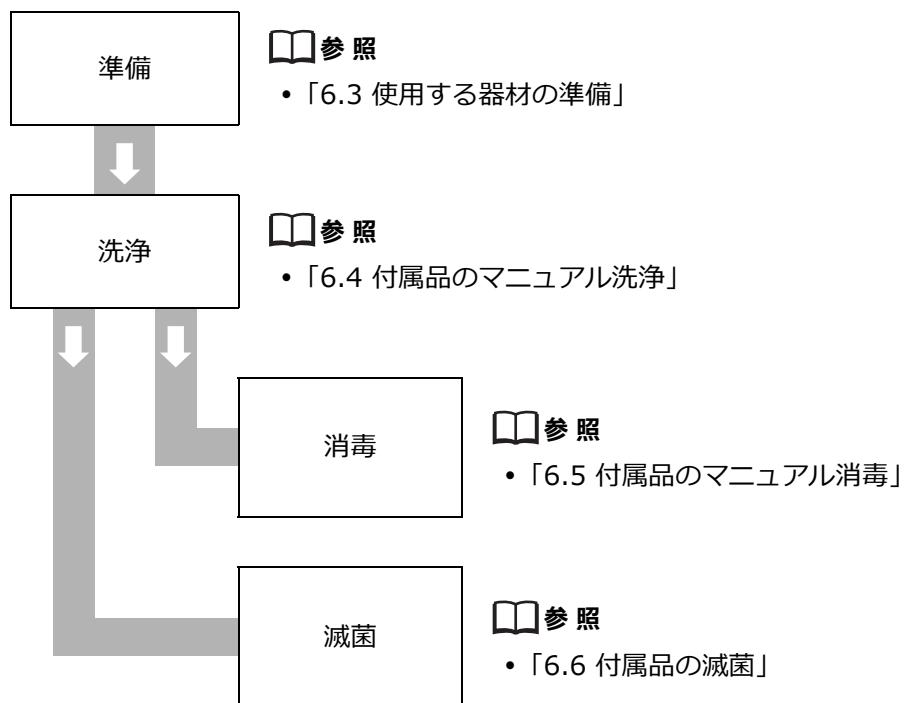 準備
参照
•「6.3 使用する器材の準備」
洗浄
参照
•「6.4 付属品のマニュアル洗浄」
消毒
参照
•「6.5 付属品のマニュアル消毒」
滅菌
参照
•「6.6 付属品の滅菌」